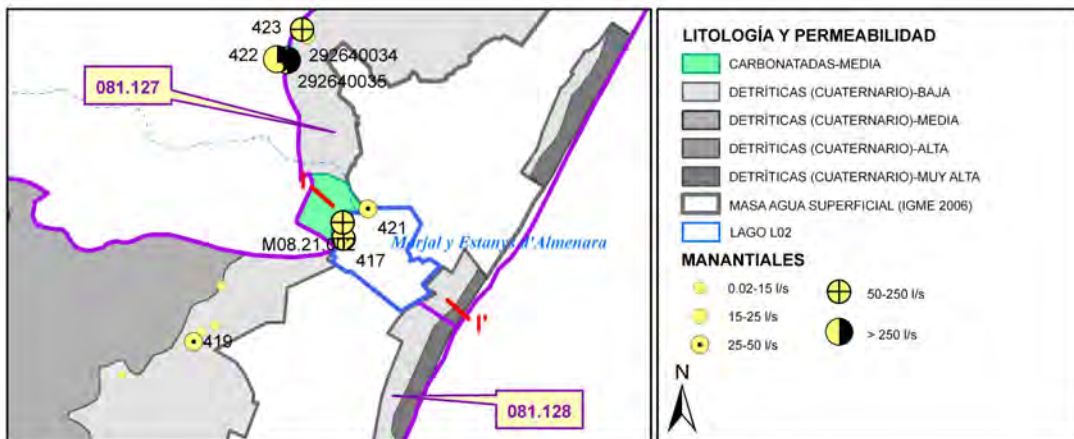 423
422
292640034
292640035
081.127
I
421
Marjal y Estanys d'Almenara
M08.21.002
417
419
I'
081.128
LITOLOGÍA Y PERMEABILIDAD
CARBONATADAS-MEDIA
DETRÍTICAS (CUATERNARIO)-BAJA
DETRÍTICAS (CUATERNARIO)-MEDIA
DETRÍTICAS (CUATERNARIO)-ALTA
DETRÍTICAS (CUATERNARIO)-MUY ALTA
MASA AGUA SUPERFICIAL (IGME 2006)
LAGO L02
MANANTIALES
0.02-15 l/s
15-25 l/s
25-50 l/s
50-250 l/s
> 250 l/s
N